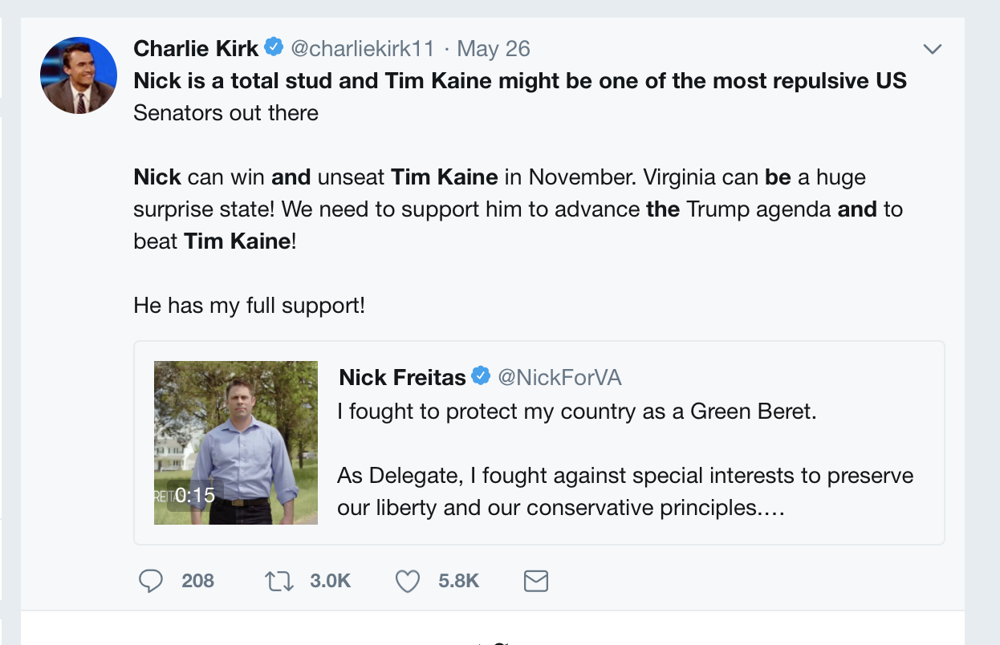 Charlie Kirk @charliekirk11 · May 26
Nick is a total stud and Tim Kaine might be one of the most repulsive US
Senators out there
Nick can win and unseat Tim Kaine in November. Virginia can be a huge
surprise state! We need to support him to advance the Trump agenda and to
beat Tim Kaine!
He has my full support!
Nick Freitas @NickForVA
I fought to protect my country as a Green Beret.
As Delegate, I fought against special interests to preserve
our liberty and our conservative principles....
0:15
208 3.0K 5.8K